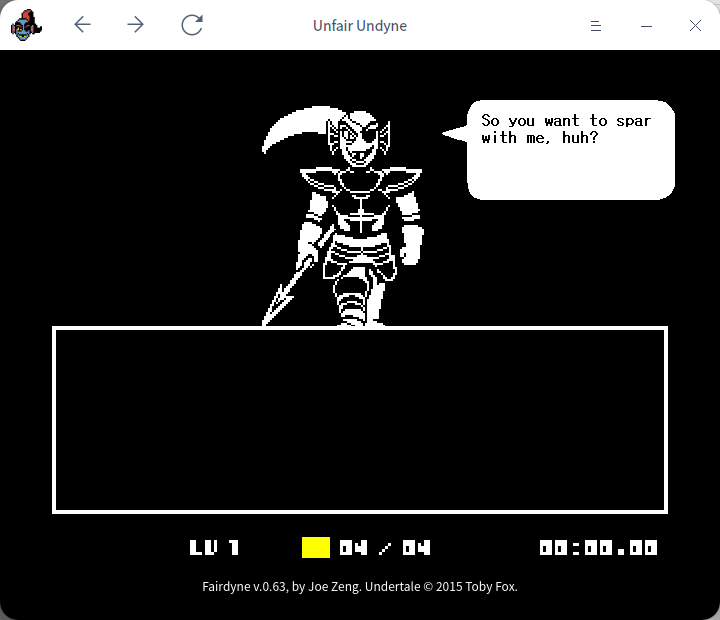 Unfair Undyne
So you want to spar
with me, huh?
LV 1
04 / 04
00:00.00
Fairdyne v.0.63, by Joe Zeng. Undertale © 2015 Toby Fox.